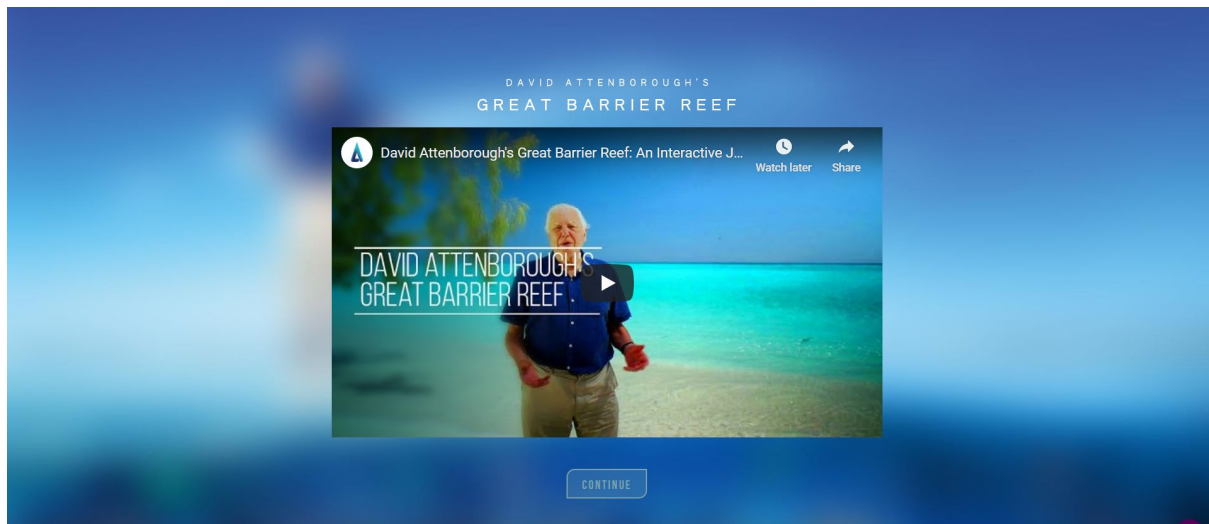 DAVID ATTENBOROUGH'S
GREAT BARRIER REEF
David Attenborough's Great Barrier Reef: An Interactive J...
Watch later
Share
DAVID ATTENBOROUGH'S
GREAT BARRIER REEF
CONTINUE